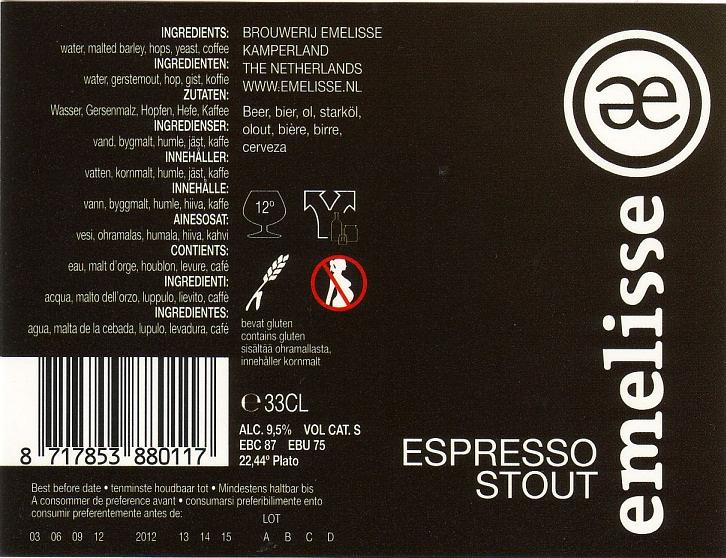 INGREDIENTS:
water, malted barley, hops, yeast, coffee
INGREDIENTEN:
water, gerstemout, hop, gist, koffie
ZUTATEN:
Wasser, Gersenmalz, Hopfen, Hefe, Kaffee
INGREDIENSER:
vand, bygmalt, humle, jäst, kaffe
INNEHÅLLER:
vatten, kornmalt, humle, jäst, kaffe
INNEHÅLLE:
vann, byggmalt, humle, hiiva, kaffe
AINESOSAT:
vesi, ohramalas, humala, hiiva, kahvi
CONTIENTS:
eau, malt d'orge, houblon, levure, café
INGREDIENTI:
acqua, malto dell'orzo, luppulo, lievito, caffè
INGREDIENTES:
agua, malta de la cebada, lupulo, levadura, café
8 717853 880117
BROUWERIJ EMELISSE
KAMPERLAND
THE NETHERLANDS
WWW.EMELISSE.NL
Beer, bier, øl, starköl,
olout, bière, birre,
cerveza
12º
bevat gluten
contains gluten
sisältää ohramallasta,
innehåller kornmalt
℮ 33CL
ALC. 9,5% VOL CAT. S
EBC 87 EBU 75
22,44º Plato
Best before date • tenminste houdbaar tot • Mindestens haltbar bis
A consommer de preference avant • consumarsi preferibilimente ento
consumir preferentemente antes de:
LOT
03 06 09 12 2012 13 14 15 A B C D
ESPRESSO
STOUT
æ
emelisse